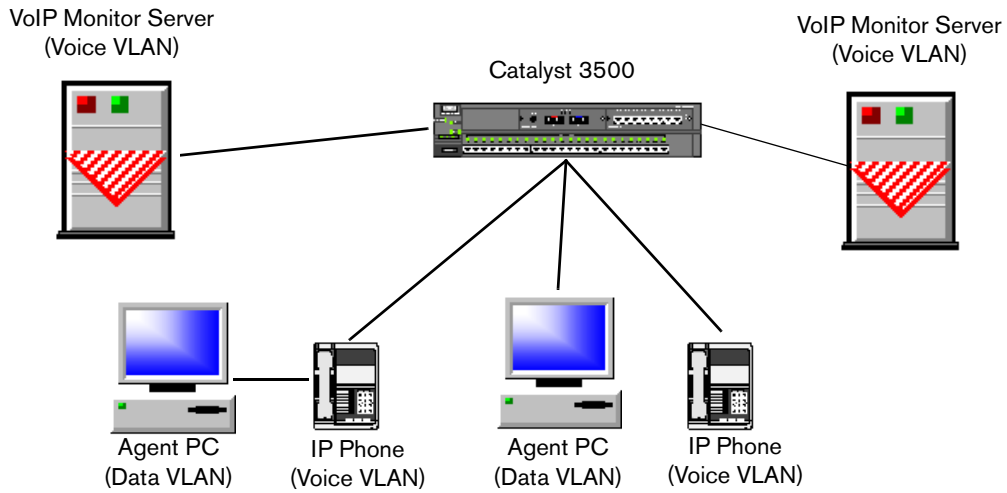 VoIP Monitor Server
(Voice VLAN)
VoIP Monitor Server
(Voice VLAN)
Catalyst 3500
Agent PC
(Data VLAN)
IP Phone
(Voice VLAN)
Agent PC
(Data VLAN)
IP Phone
(Voice VLAN)